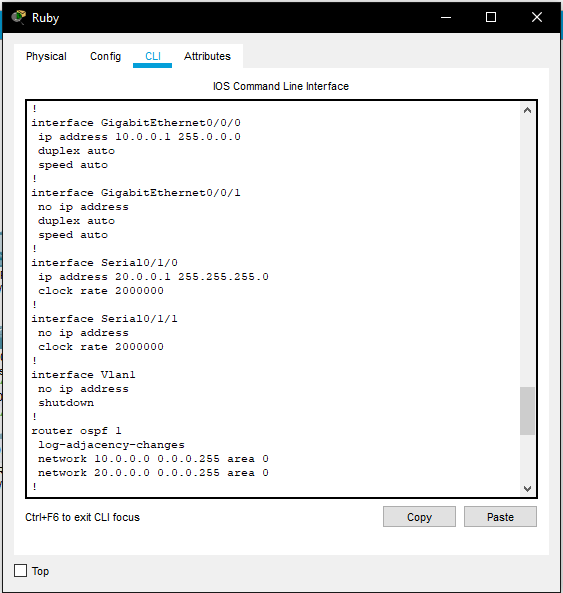 Ruby
Physical Config CLI Attributes
IOS Command Line Interface
!
interface GigabitEthernet0/0/0
 ip address 10.0.0.1 255.0.0.0
 duplex auto
 speed auto
!
interface GigabitEthernet0/0/1
 no ip address
 duplex auto
 speed auto
!
interface Serial0/1/0
 ip address 20.0.0.1 255.255.255.0
 clock rate 2000000
!
interface Serial0/1/1
 no ip address
 clock rate 2000000
!
interface Vlan1
 no ip address
 shutdown
!
router ospf 1
 log-adjacency-changes
 network 10.0.0.0 0.0.0.255 area 0
 network 20.0.0.0 0.0.0.255 area 0
!
Ctrl+F6 to exit CLI focus Copy Paste
Top